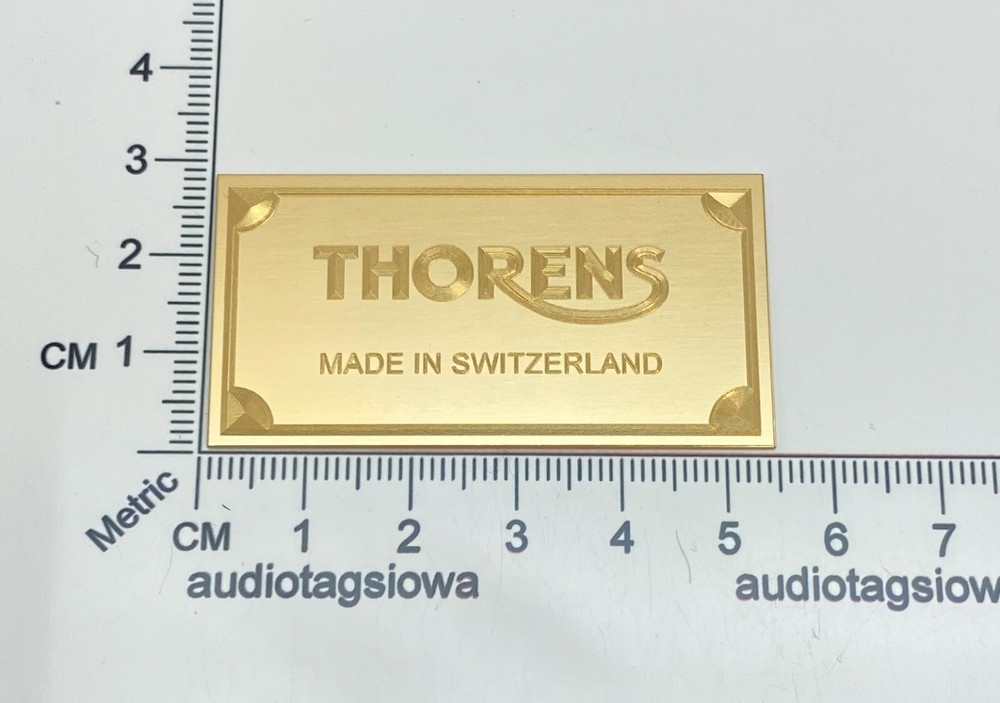 4
3
2
CM 1
THORENS
MADE IN SWITZERLAND
Metric
CM 1 2 3 4 5 6 7
audiotagsiowa audiotagsiow